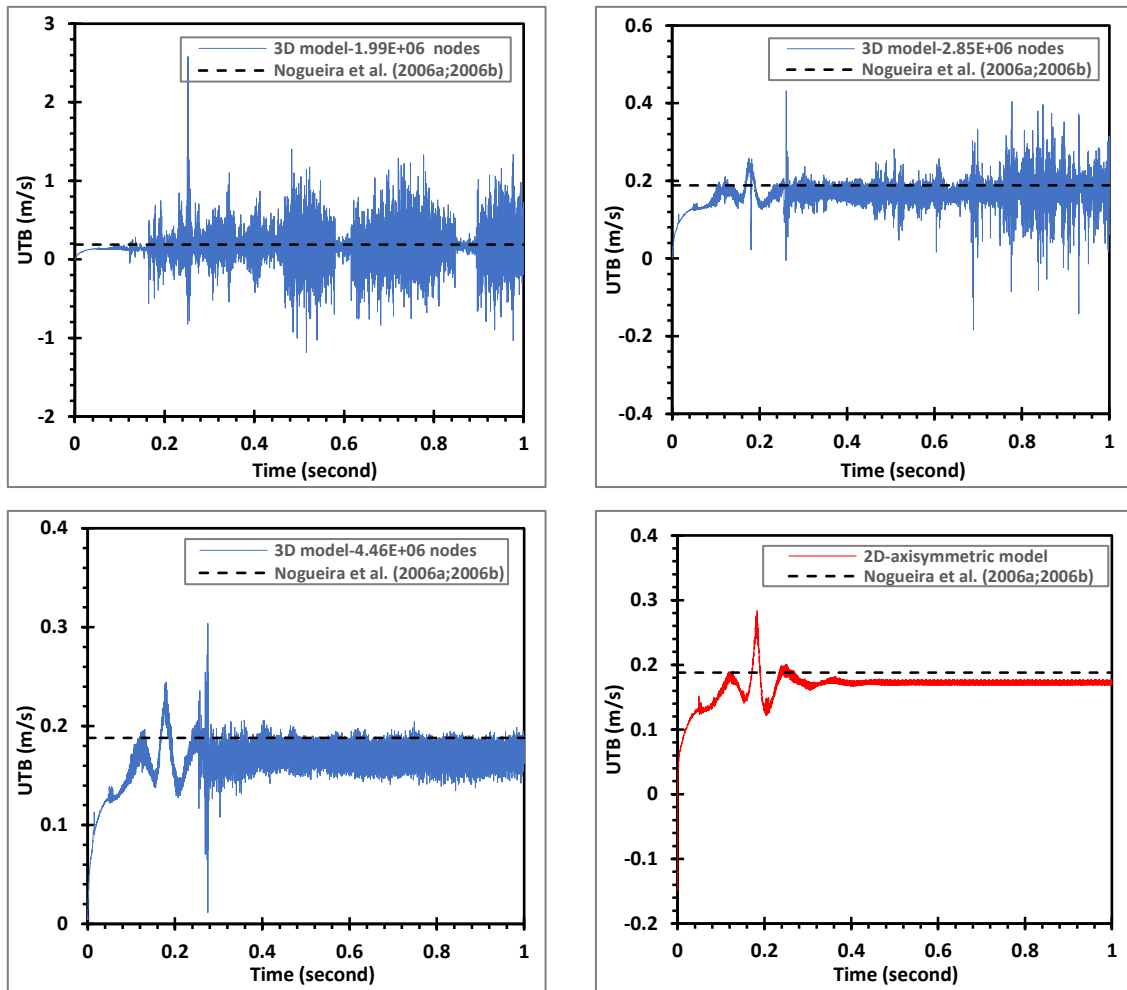 3D model-1.99E+06 nodes
Nogueira et al. (2006a;2006b)
3
2
1
0
-1
-2
UTB (m/s)
0 0.2 0.4 0.6 0.8 1
Time (second)
3D model-2.85E+06 nodes
Nogueira et al. (2006a;2006b)
0.6
0.4
0.2
0
-0.2
-0.4
UTB (m/s)
0 0.2 0.4 0.6 0.8 1
Time (second)
3D model-4.46E+06 nodes
Nogueira et al. (2006a;2006b)
0.4
0.3
0.2
0.1
0
UTB (m/s)
0 0.2 0.4 0.6 0.8 1
Time (second)
2D-axisymmetric model
Nogueira et al. (2006a;2006b)
0.4
0.3
0.2
0.1
0
-0.1
-0.2
UTB (m/s)
0 0.2 0.4 0.6 0.8 1
Time (second)